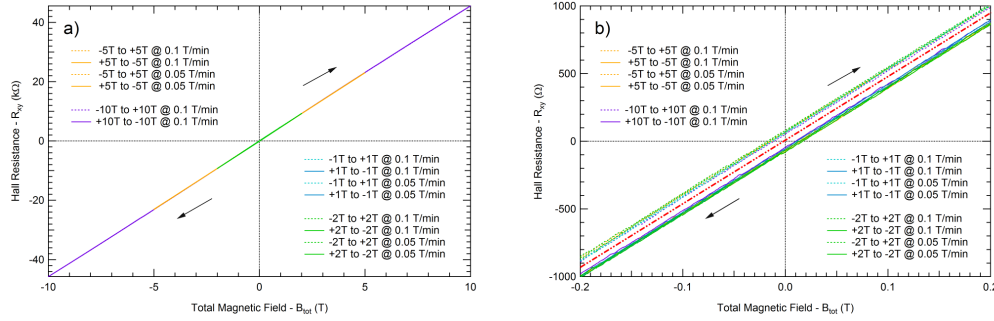 a)
-5T to +5T @ 0.1 T/min
+5T to -5T @ 0.1 T/min
-5T to +5T @ 0.05 T/min
+5T to -5T @ 0.05 T/min
-10T to +10T @ 0.1 T/min
+10T to -10T @ 0.1 T/min
-1T to +1T @ 0.1 T/min
+1T to -1T @ 0.1 T/min
-1T to +1T @ 0.05 T/min
+1T to -1T @ 0.05 T/min
-2T to +2T @ 0.1 T/min
+2T to -2T @ 0.1 T/min
-2T to +2T @ 0.05 T/min
+2T to -2T @ 0.05 T/min
Hall Resistance - Rxy (kΩ)
40
20
0
-20
-40
-10
-5
0
5
10
Total Magnetic Field - Btot (T)
b)
-5T to +5T @ 0.1 T/min
+5T to -5T @ 0.1 T/min
-5T to +5T @ 0.05 T/min
+5T to -5T @ 0.05 T/min
-10T to +10T @ 0.1 T/min
+10T to -10T @ 0.1 T/min
-1T to +1T @ 0.1 T/min
+1T to -1T @ 0.1 T/min
-1T to +1T @ 0.05 T/min
+1T to -1T @ 0.05 T/min
-2T to +2T @ 0.1 T/min
+2T to -2T @ 0.1 T/min
-2T to +2T @ 0.05 T/min
+2T to -2T @ 0.05 T/min
Hall Resistance - Rxy (Ω)
1000
500
0
-500
-1000
-0.2
-0.1
0.0
0.1
0.2
Total Magnetic Field - Btot (T)